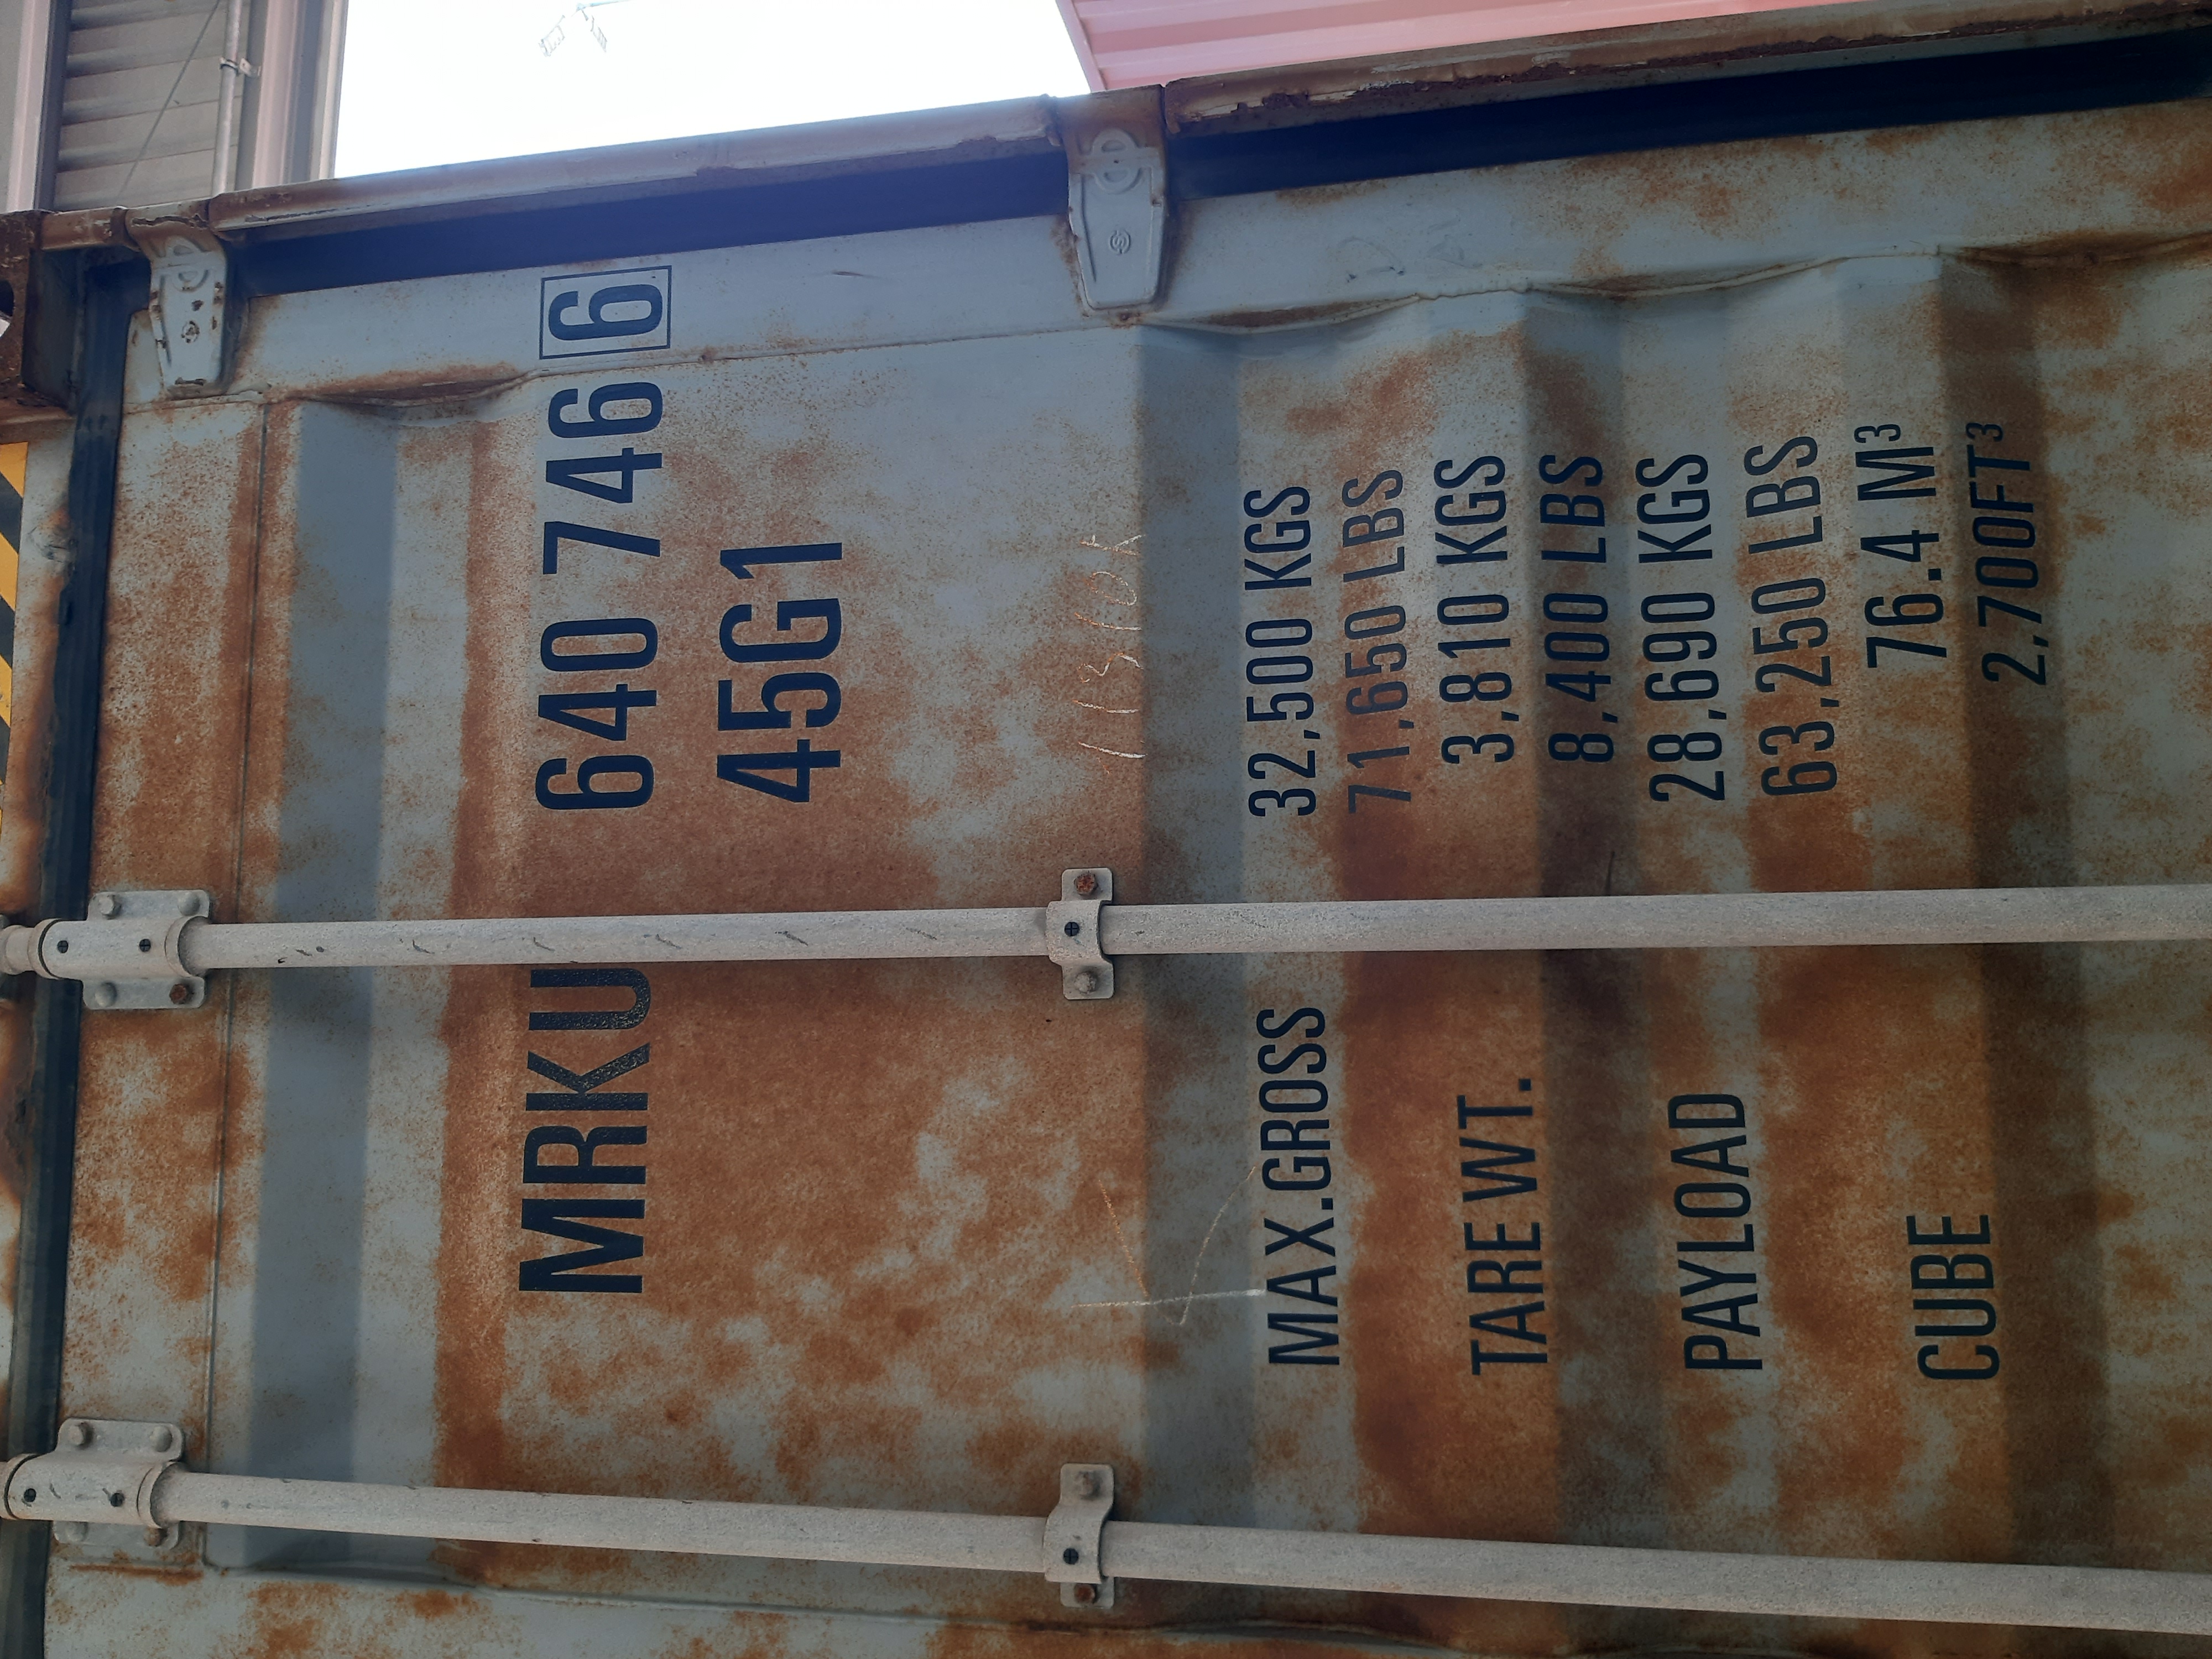 MRKU 640 746 6
45G1
MAX.GROSS 32,500 KGS
71,650 LBS
TARE WT. 3,810 KGS
8,400 LBS
PAYLOAD 28,690 KGS
63,250 LBS
CUBE 76.4 M³
2,700FT³